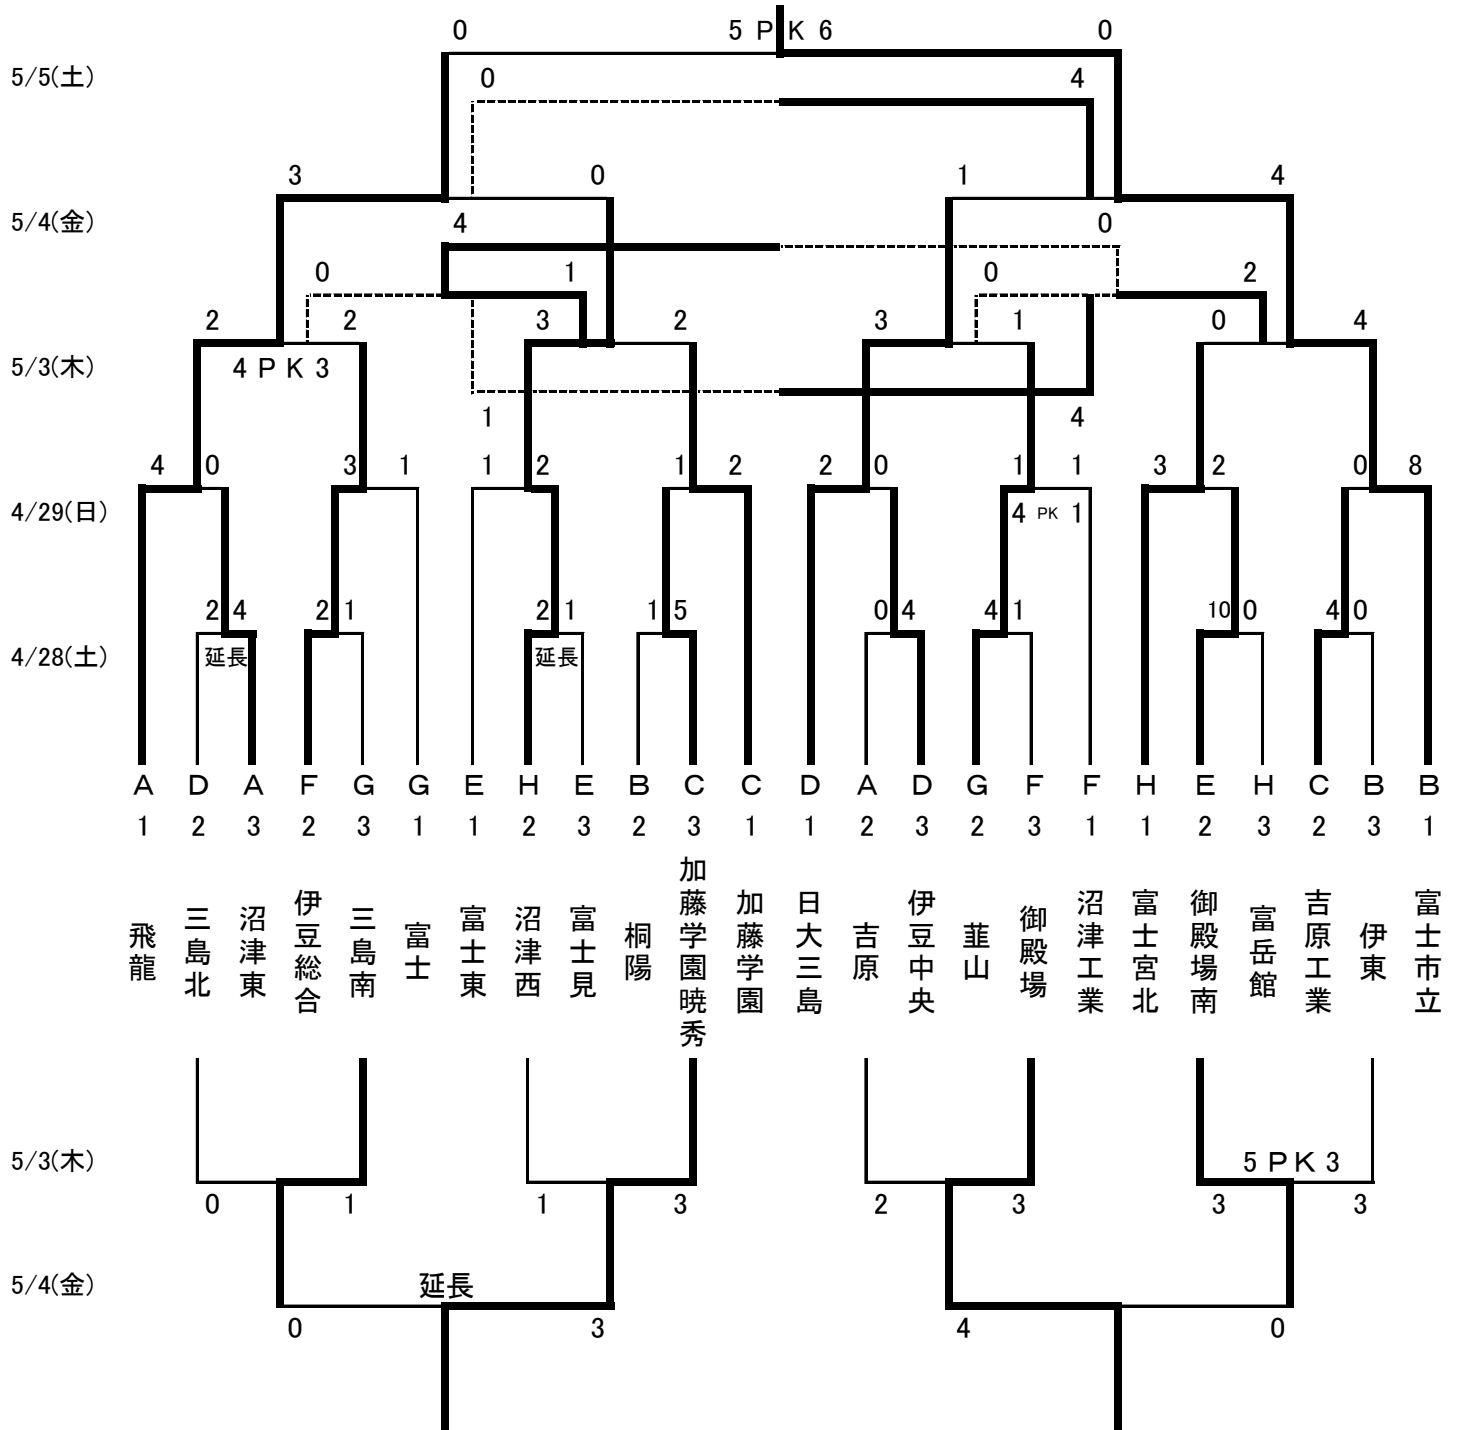 0 5 P K 6 0
5/5(土) 0 4
3 0 1 4
5/4(金) 4 0
0 1 0 2
2 2 3 2 3 1 0 4
5/3(木) 4 P K 3
1 4
4 0 3 1 1 2 1 2 2 0 1 1 3 2 0 8
4/29(日) 4 PK 1
2 4 2 1 2 1 1 5 0 4 4 1 10 0 4 0
4/28(土) 延長 延長
A D A F G G E H E B C C D A D G F F H E H C B B
1 2 3 2 3 1 1 2 3 2 3 1 1 2 3 2 3 1 1 2 3 2 3 1
飛龍
三島北
沼津東
伊豆総合
三島南
富士
富士東
沼津西
富士見
桐陽
加藤学園暁秀
加藤学園
日大三島
吉原
伊豆中央
韮山
御殿場
沼津工業
富士宮北
御殿場南
富岳館
吉原工業
伊東
富士市立
5/3(木) 5 P K 3
0 1 1 3 2 3 3 3
5/4(金) 延長
0 3 4 0